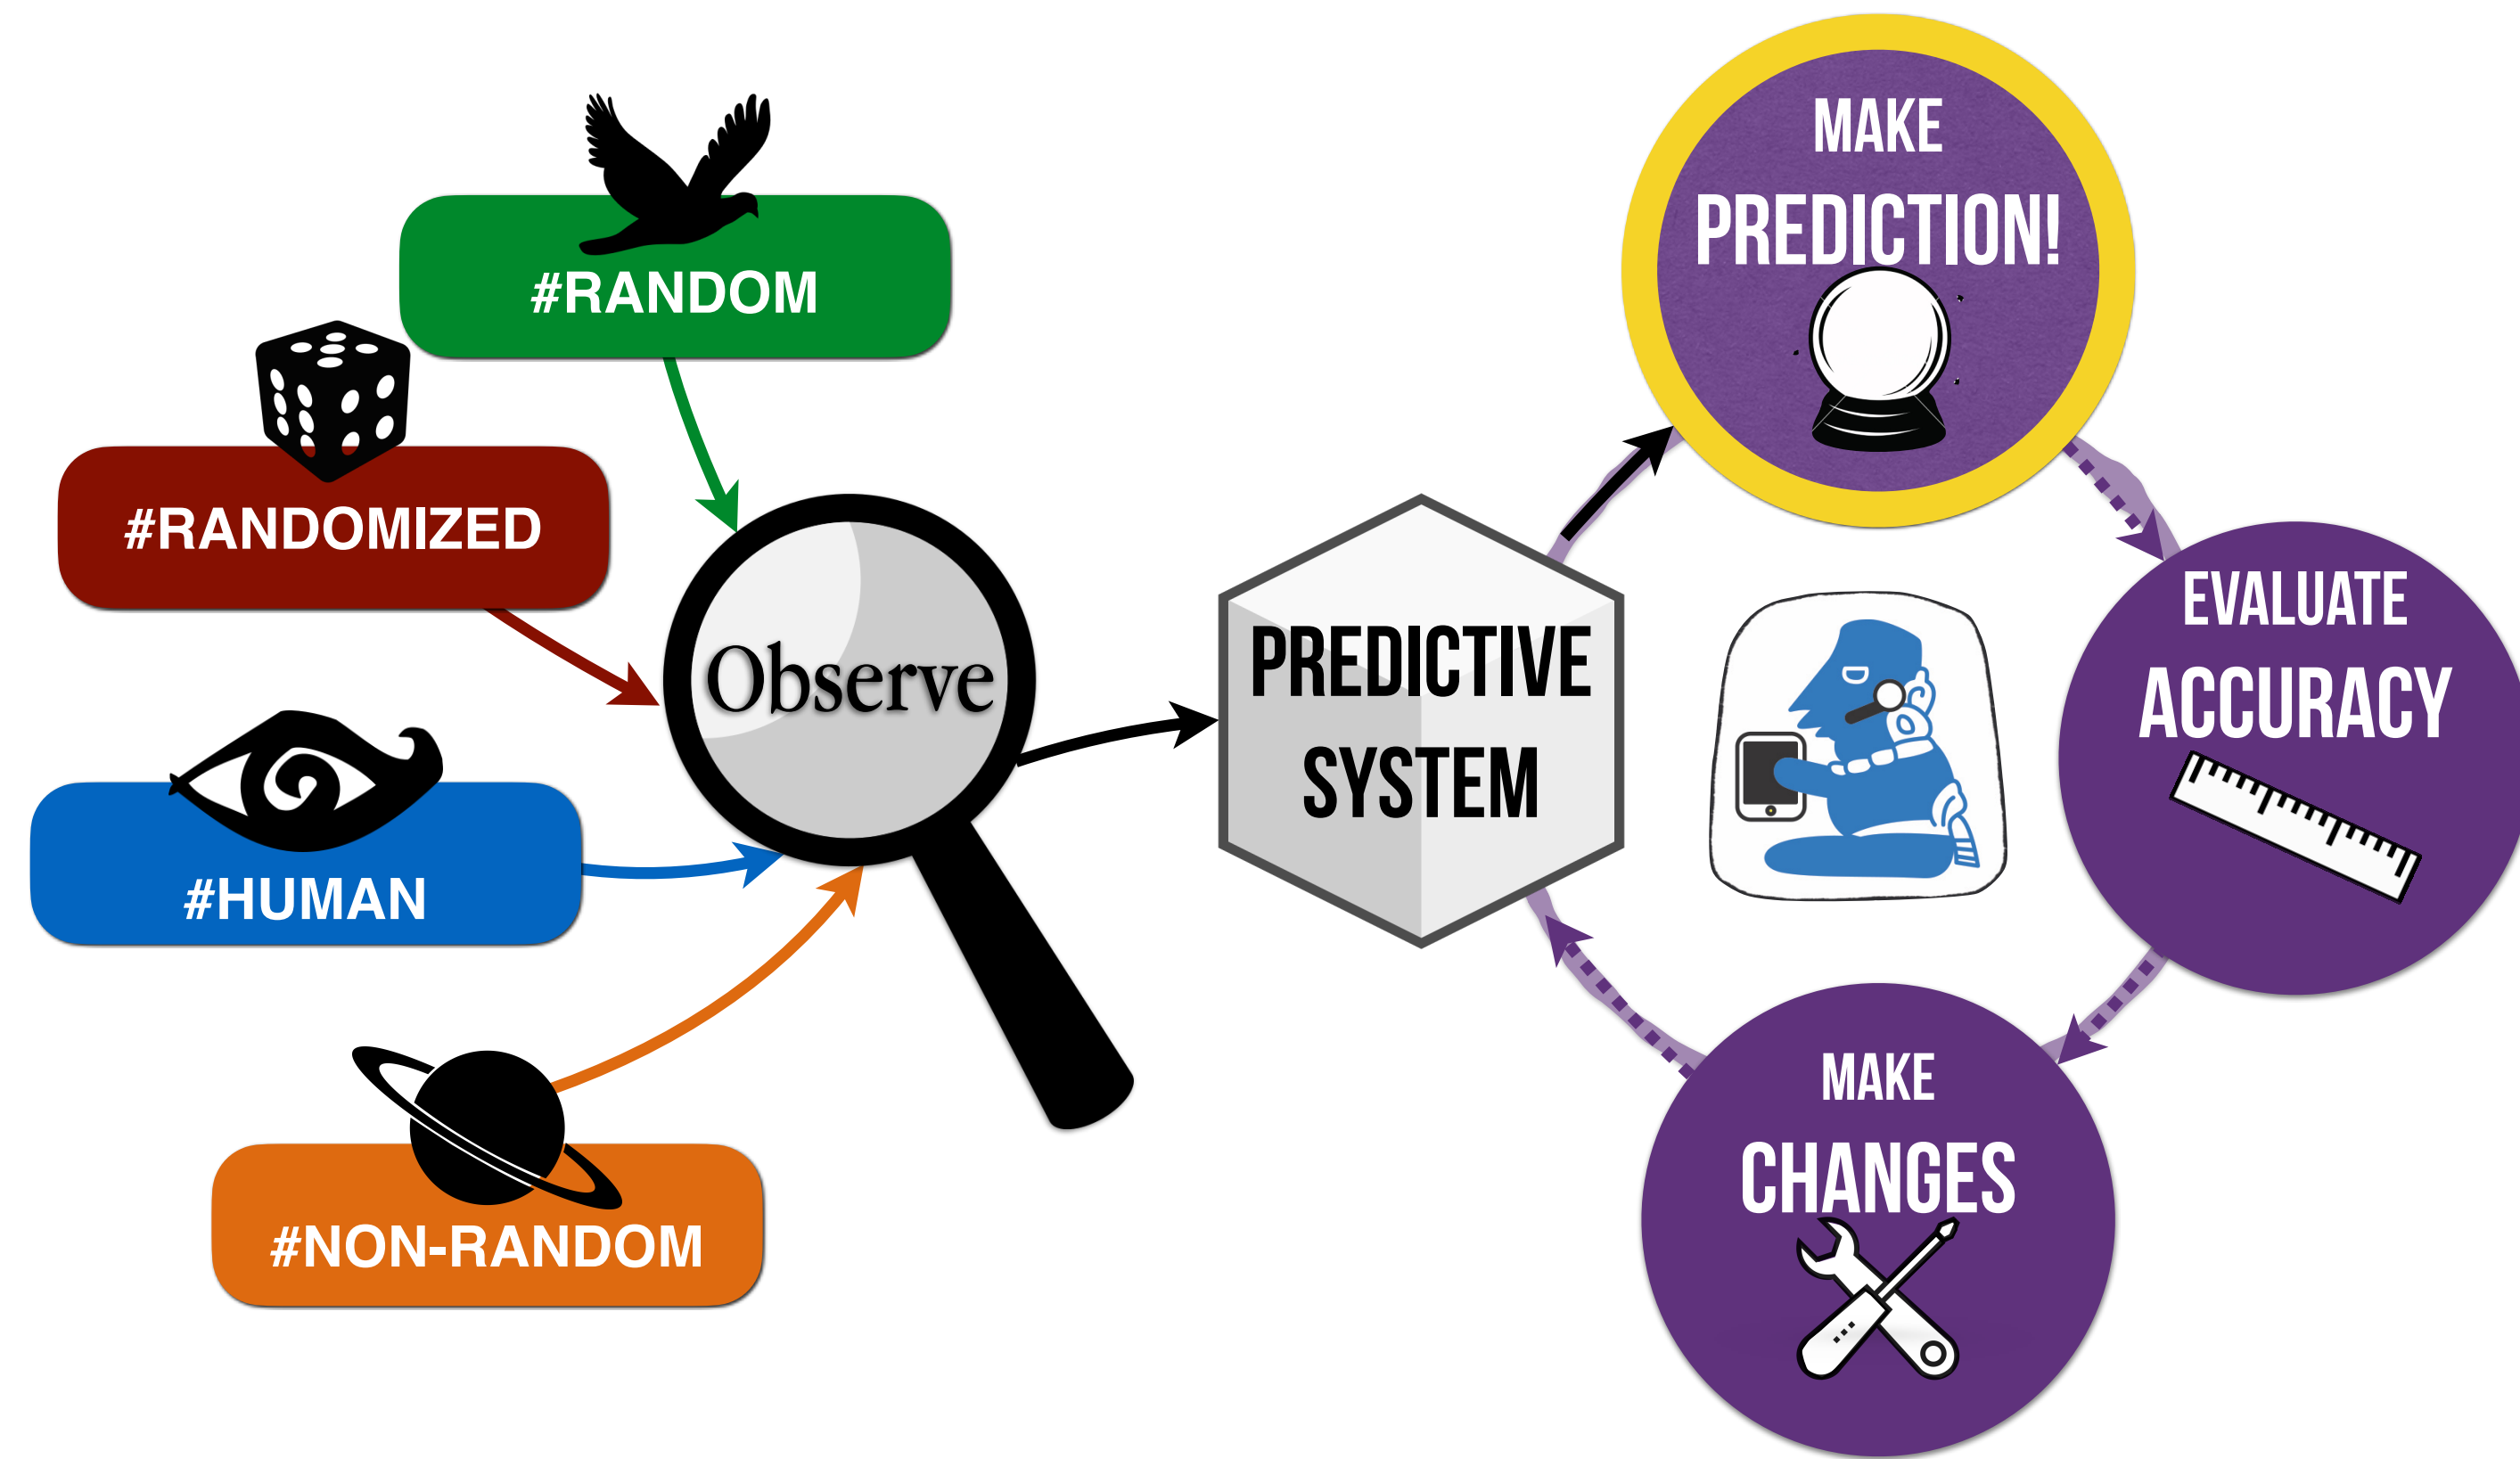 #RANDOM
#RANDOMIZED
#HUMAN
#NON-RANDOM
Observe
PREDICTIVE
SYSTEM
MAKE
PREDICTION!
EVALUATE
ACCURACY
MAKE
CHANGES